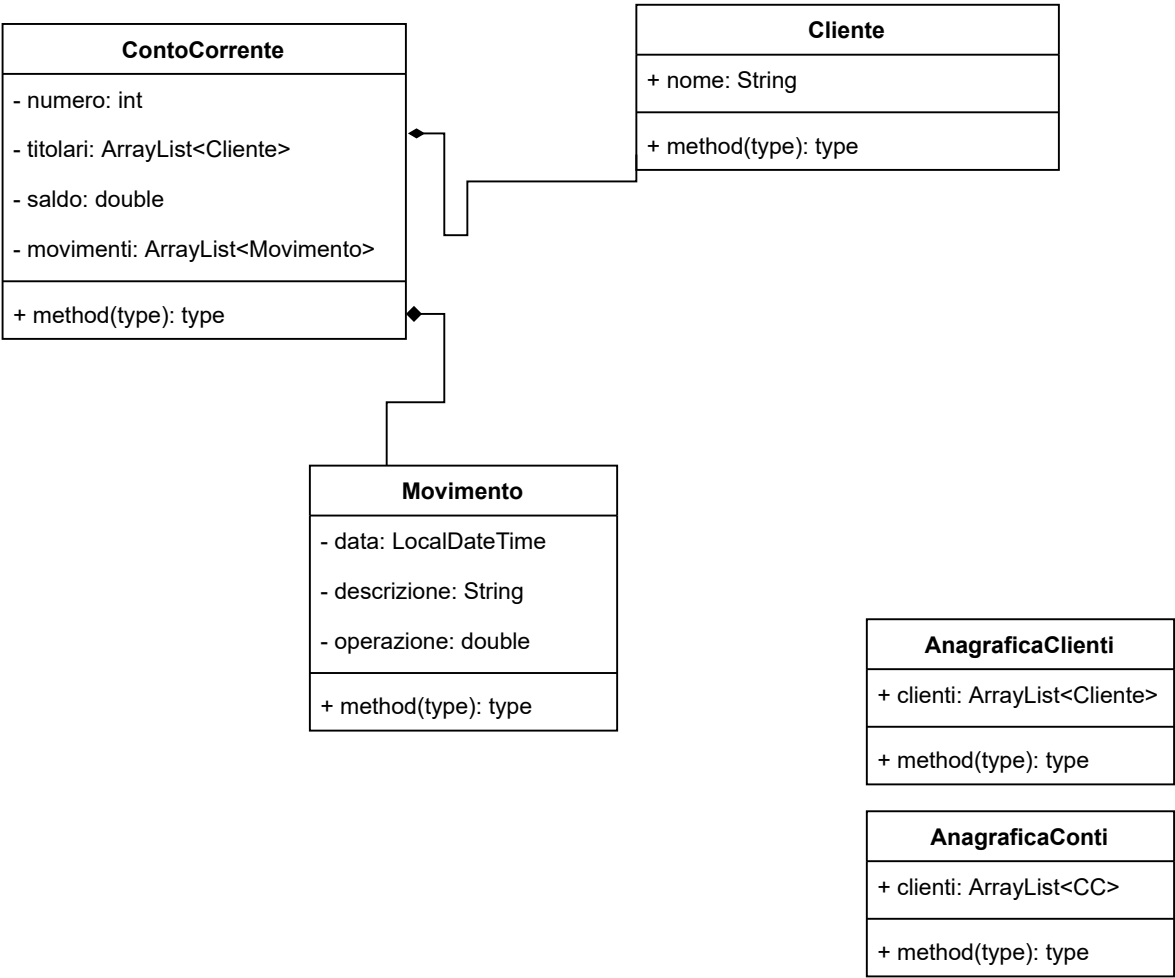 ContoCorrente
- numero: int
- titolari: ArrayList<Cliente>
- saldo: double
- movimenti: ArrayList<Movimento>
+ method(type): type
Cliente
+ nome: String
+ method(type): type
Movimento
- data: LocalDateTime
- descrizione: String
- operazione: double
+ method(type): type
AnagraficaClienti
+ clienti: ArrayList<Cliente>
+ method(type): type
AnagraficaConti
+ clienti: ArrayList<CC>
+ method(type): type